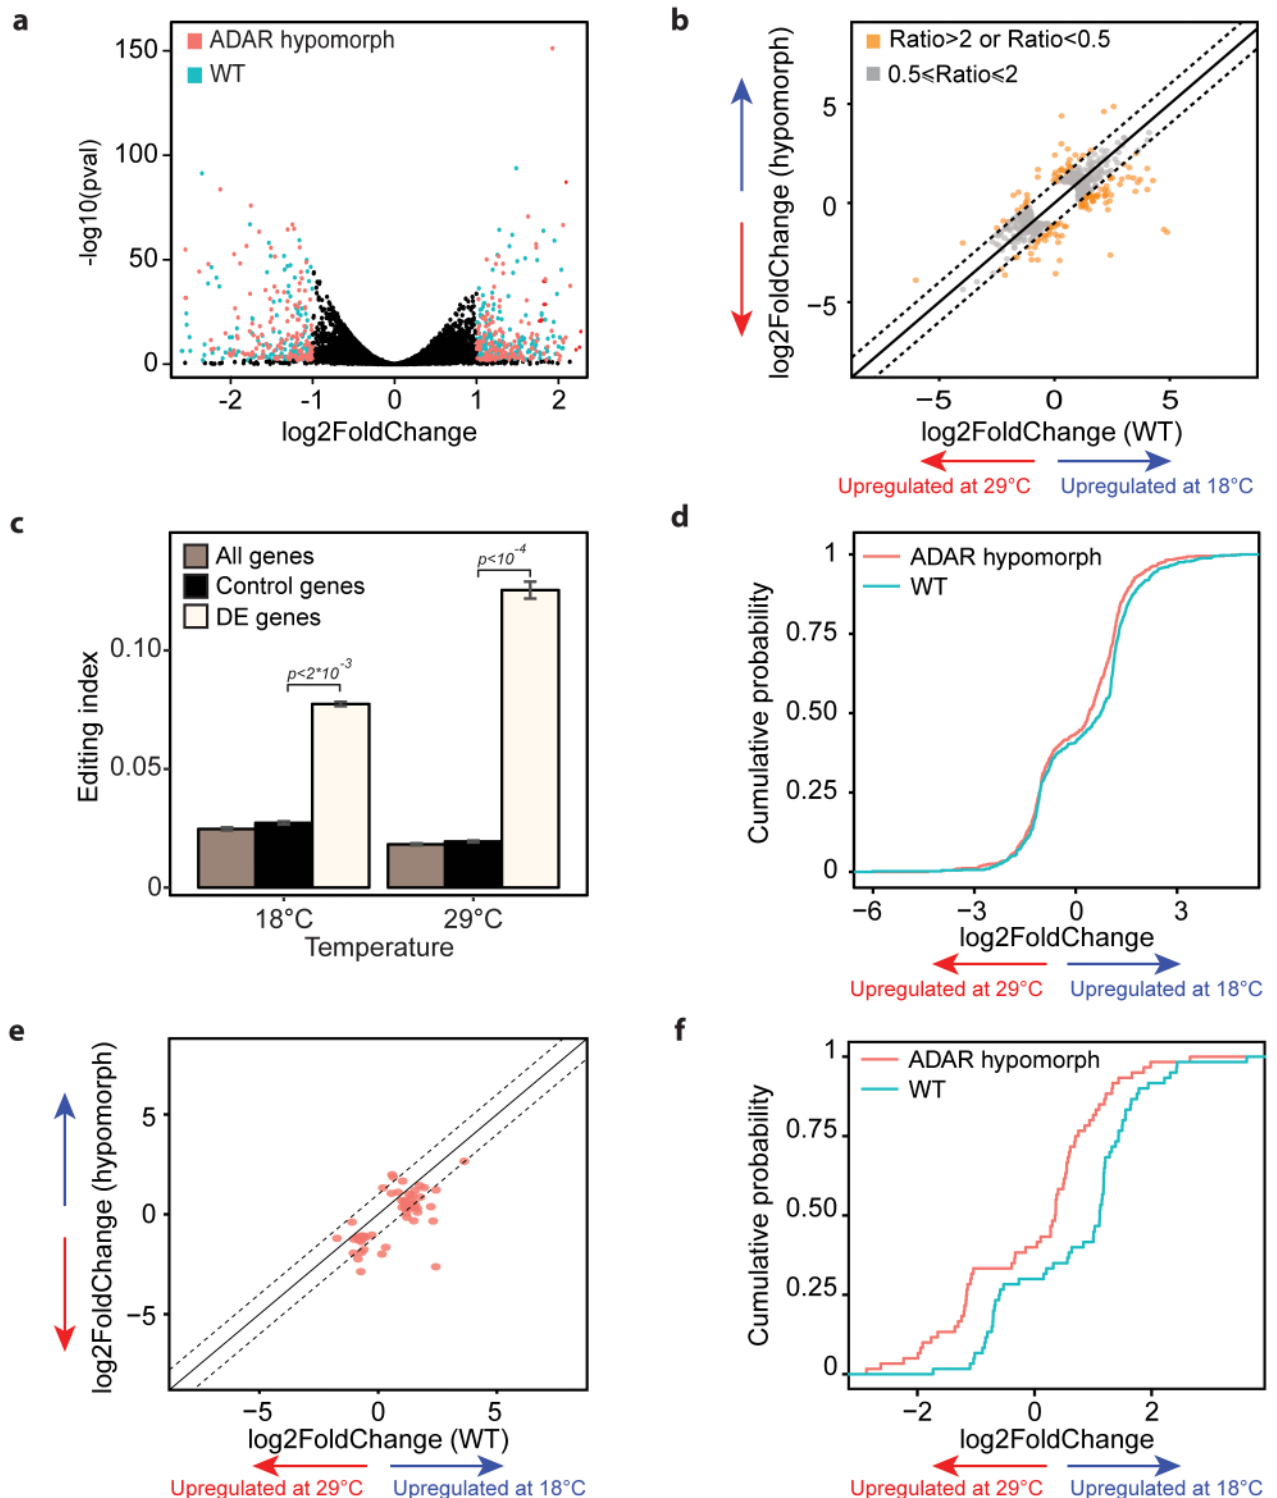 a
ADAR hypomorph
WT
150
100
50
0
-log10(pval)
-2 -1 0 1 2
log2FoldChange
b
Ratio>2 or Ratio<0.5
0.5⩽Ratio⩽2
5
0
−5
log2FoldChange (hypomorph)
−5 0 5
log2FoldChange (WT)
Upregulated at 29°C Upregulated at 18°C
c
All genes
Control genes
DE genes
p<2*10-3
p<10-4
0.10
0.05
0
Editing index
18°C 29°C
Temperature
d
ADAR hypomorph
WT
1
0.75
0.50
0.25
0
Cumulative probability
−6 −3 0 3
log2FoldChange
Upregulated at 29°C Upregulated at 18°C
e
5
0
−5
log2FoldChange (hypomorph)
−5 0 5
log2FoldChange (WT)
Upregulated at 29°C Upregulated at 18°C
f
ADAR hypomorph
WT
1
0.75
0.50
0.25
0
Cumulative probability
−2 0 2
log2FoldChange
Upregulated at 29°C Upregulated at 18°C